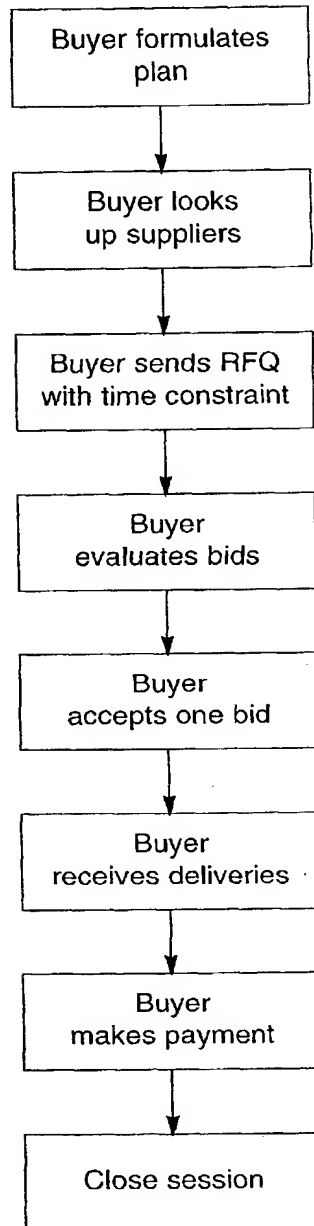 Buyer formulates
plan
Buyer looks
up suppliers
Buyer sends RFQ
with time constraint
Buyer
evaluates bids
Buyer
accepts one bid
Buyer
receives deliveries
Buyer
makes payment
Close session